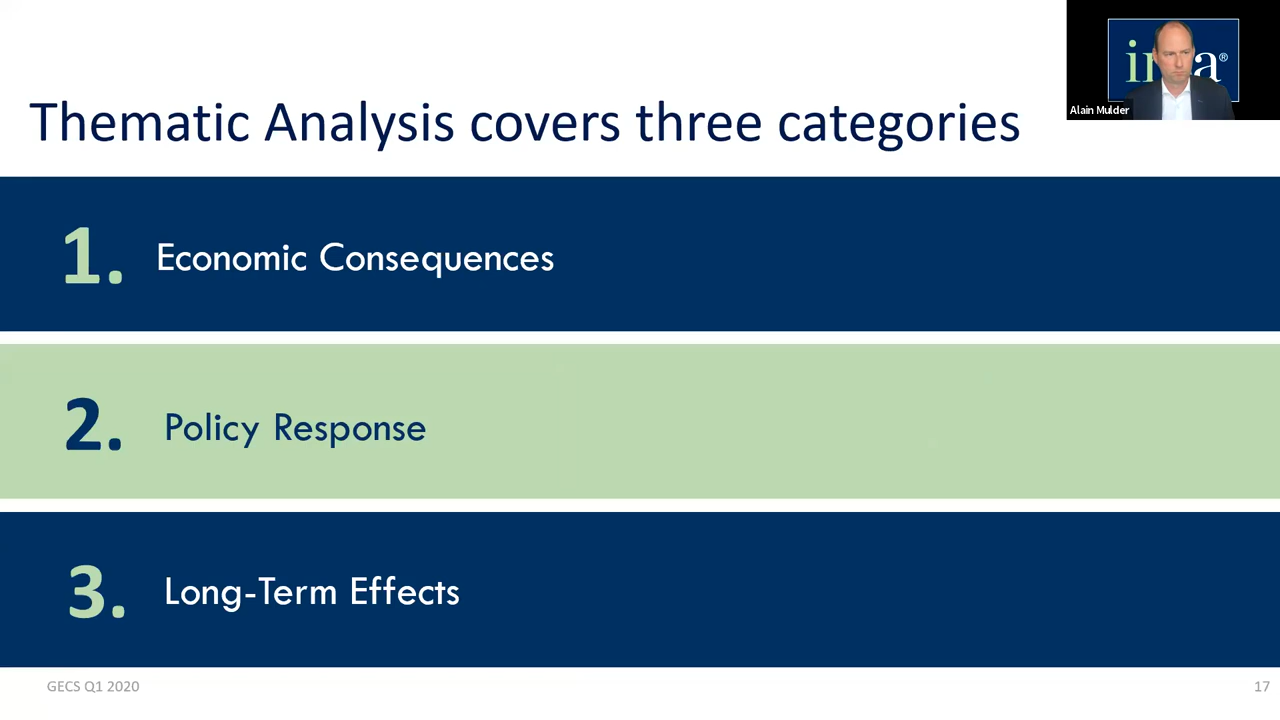 Thematic Analysis covers three categories
Alain Mulder
1. Economic Consequences
2. Policy Response
3. Long-Term Effects
GECS Q1 2020
17